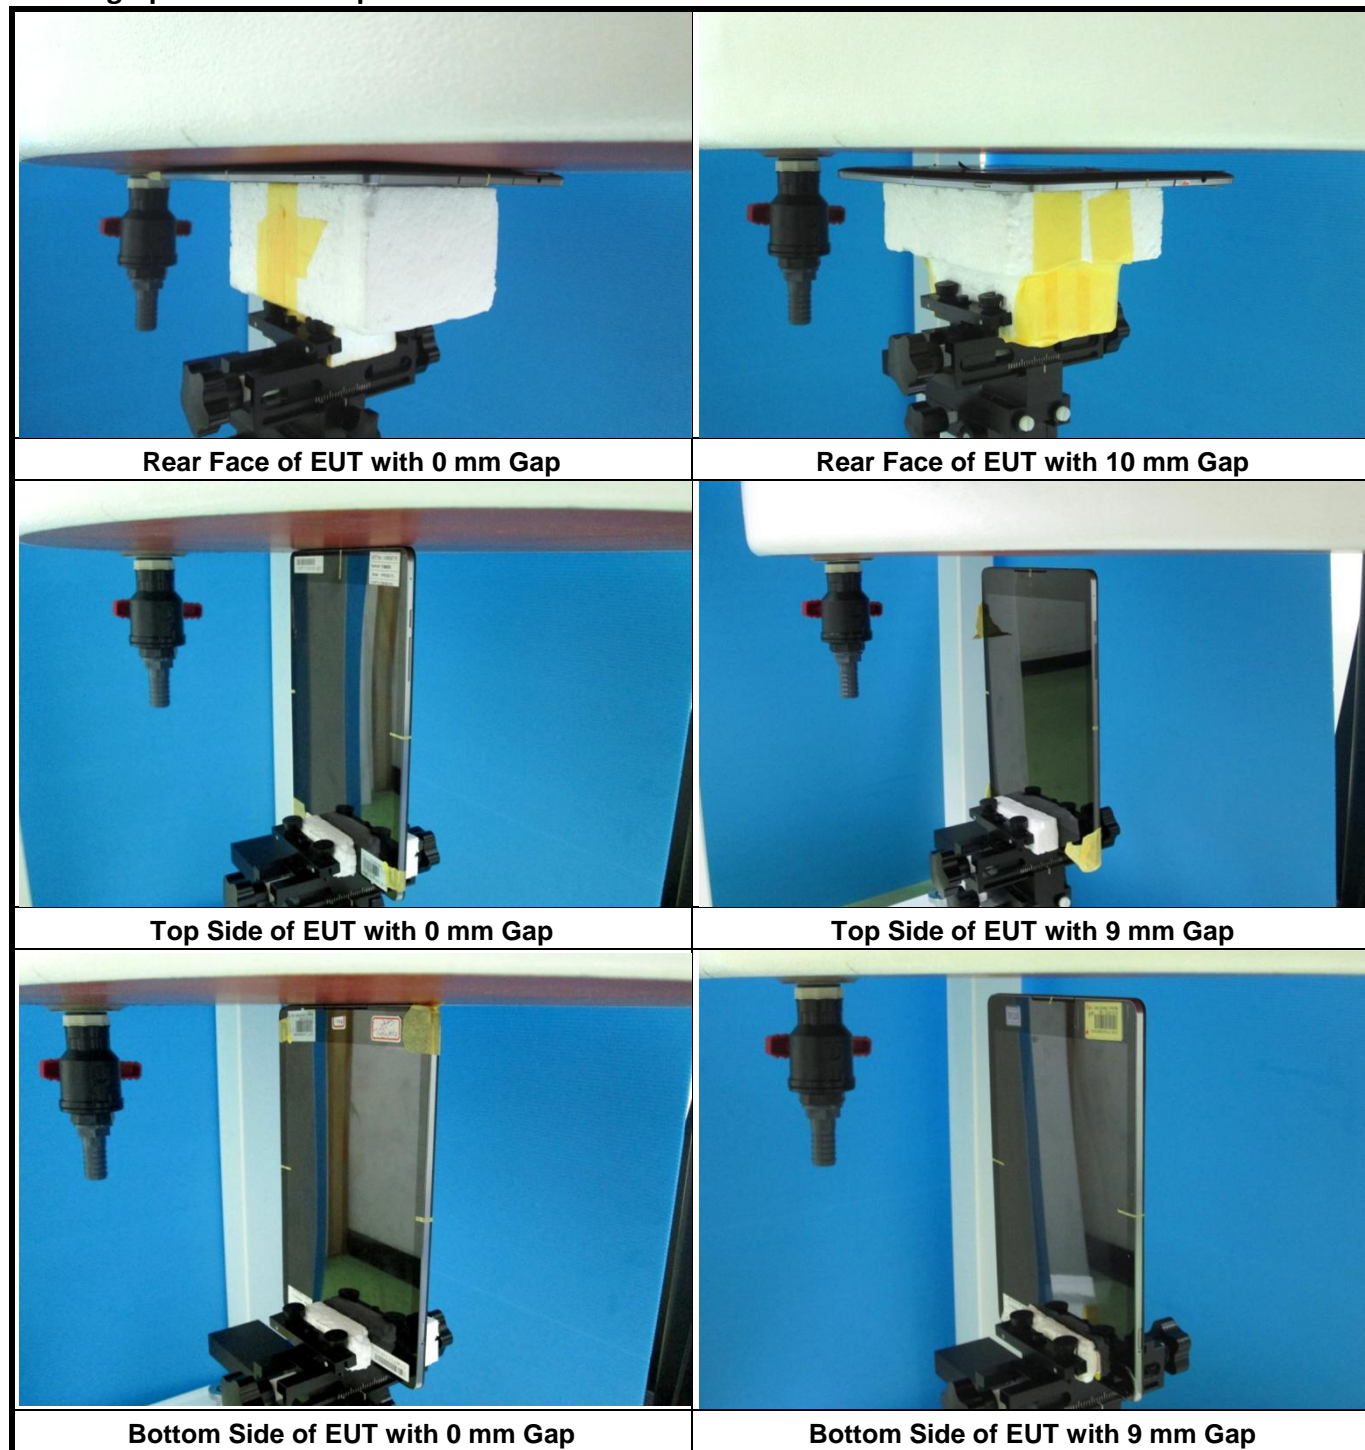 Rear Face of EUT with 0 mm Gap
Rear Face of EUT with 10 mm Gap
Top Side of EUT with 0 mm Gap
Top Side of EUT with 9 mm Gap
Bottom Side of EUT with 0 mm Gap
Bottom Side of EUT with 9 mm Gap